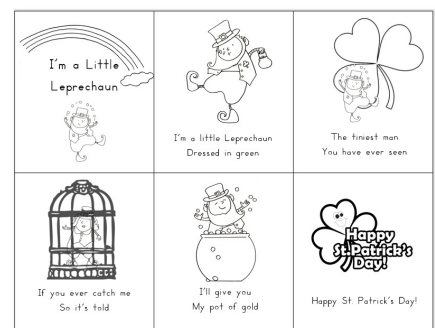 I'm a Little
Leprechaun
I'm a little Leprechaun
Dressed in green
The tiniest man
You have ever seen
If you ever catch me
So it's told
I'll give you
My pot of gold
Happy
St.Patrick's
Day!
Happy St. Patrick's Day!